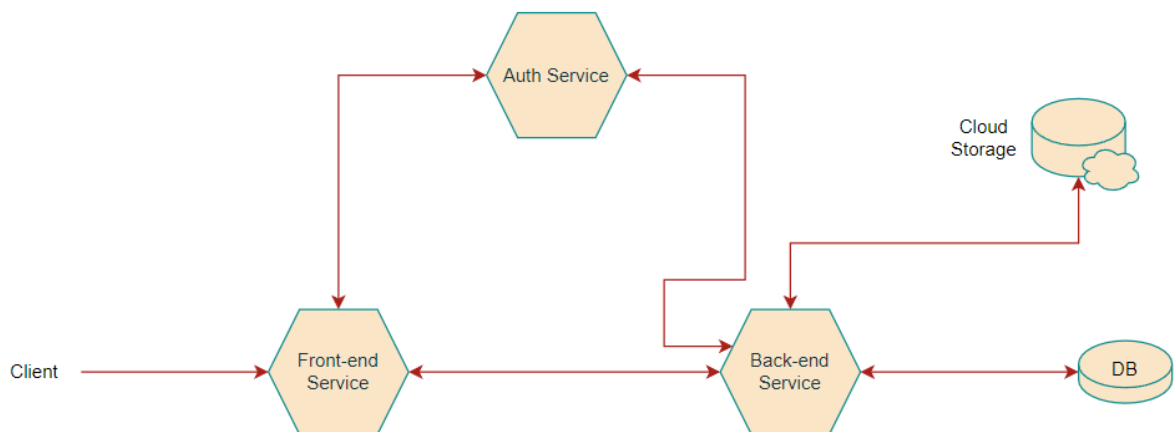 Auth Service
Cloud
Storage
Client
Front-end
Service
Back-end
Service
DB